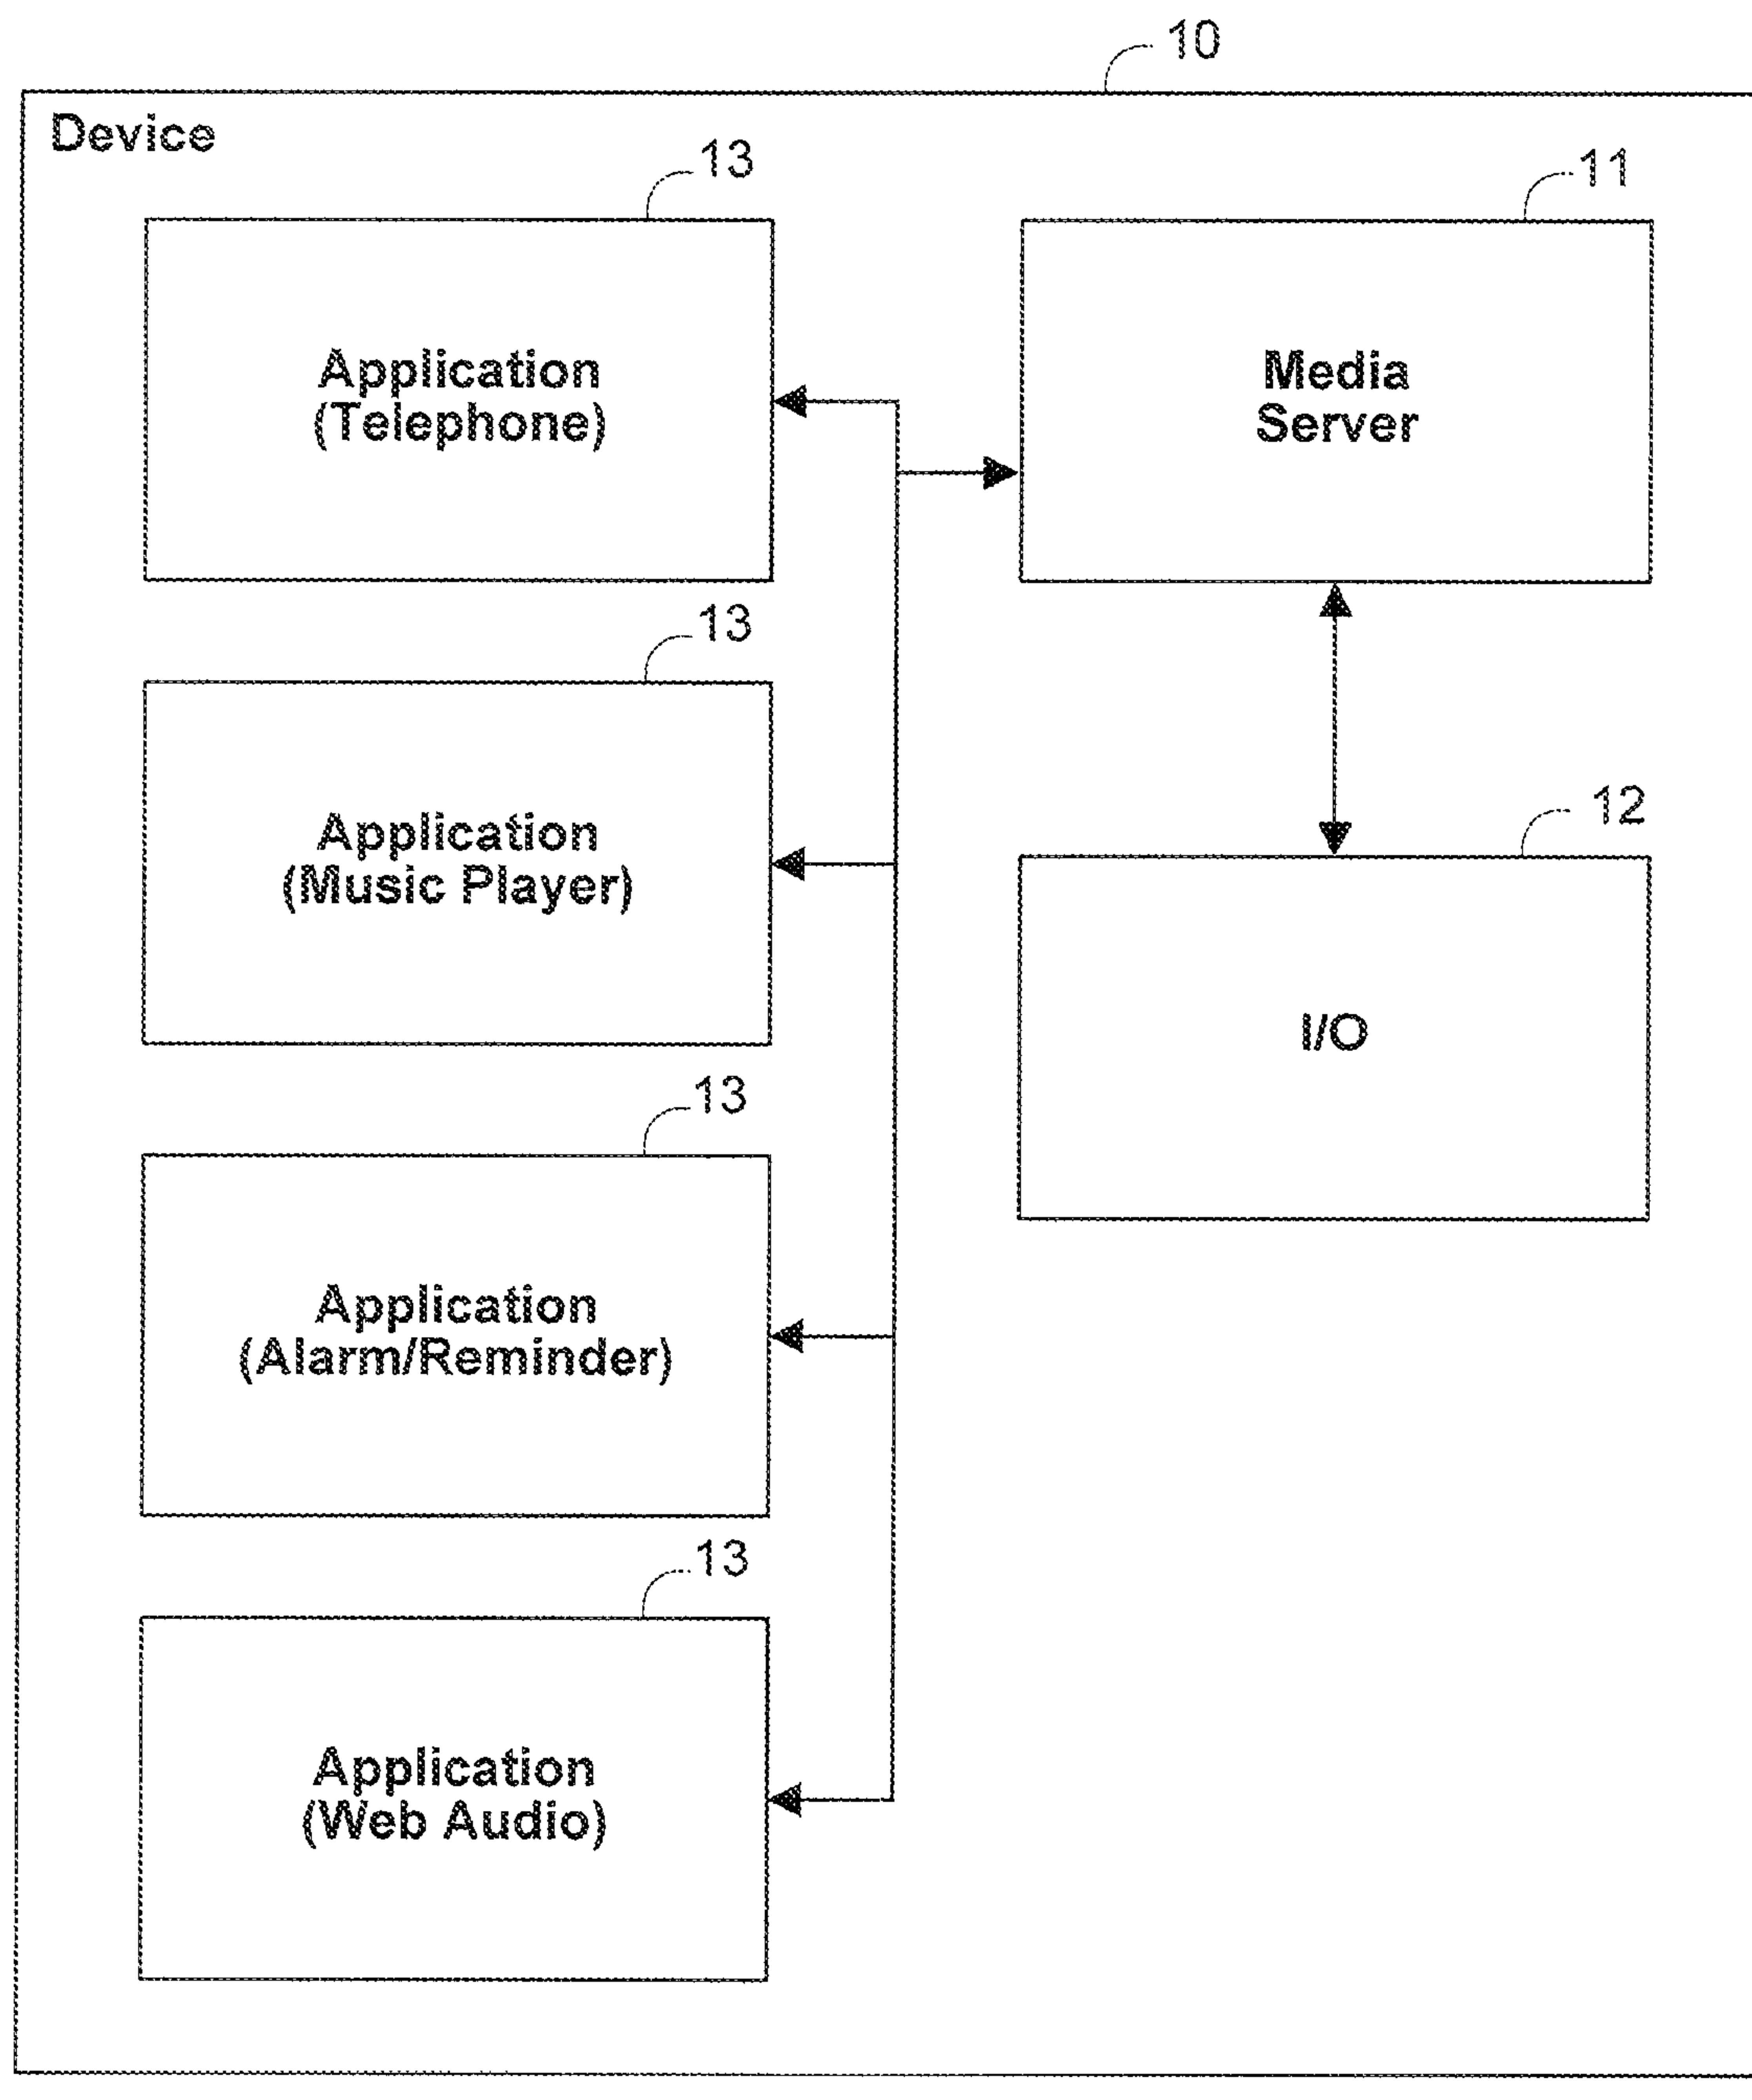 10
Device
13
11
Application
(Telephone)
Media
Server
13
Application
(Music Player)
12
I/O
13
Application
(Alarm/Reminder)
13
Application
(Web Audio)